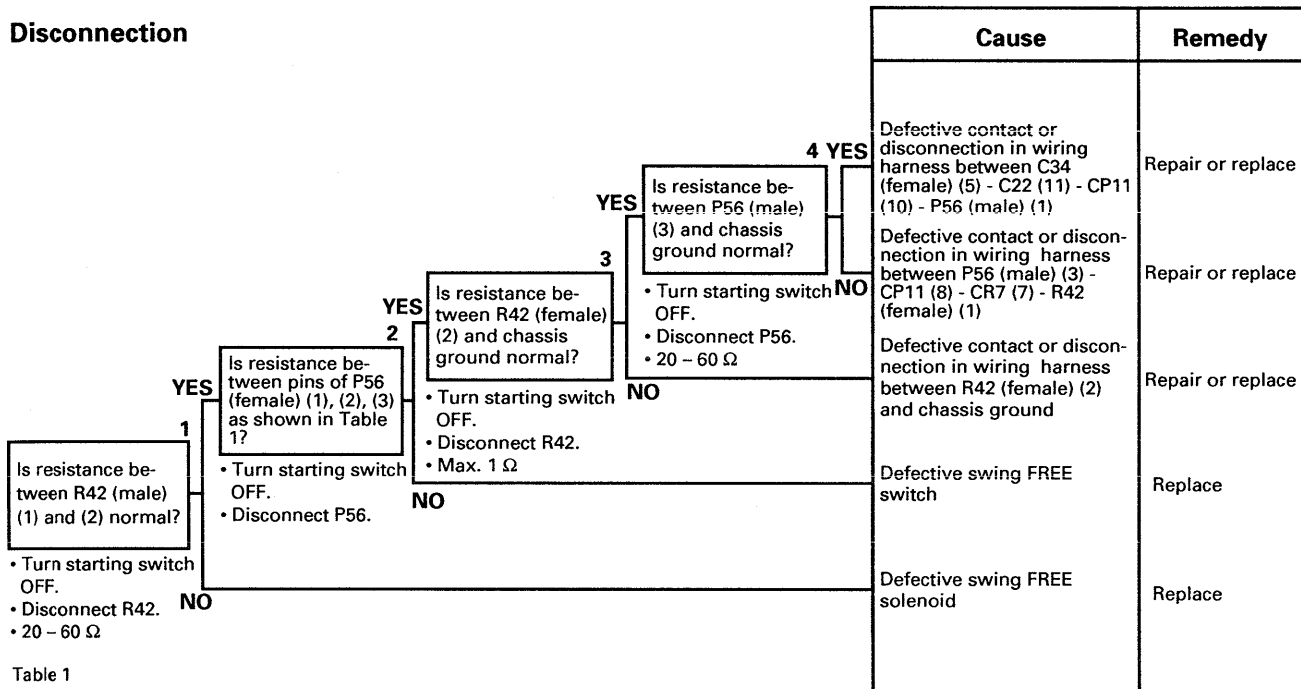 Disconnection
Cause
Remedy
1
Is resistance be-
tween R42 (male)
(1) and (2) normal?
• Turn starting switch
OFF.
• Disconnect R42.
• 20 – 60 Ω
YES
NO
2
Is resistance be-
tween pins of P56
(female) (1), (2), (3)
as shown in Table
1?
• Turn starting switch
OFF.
• Disconnect P56.
YES
NO
3
Is resistance be-
tween R42 (female)
(2) and chassis
ground normal?
• Turn starting switch
OFF.
• Disconnect R42.
• Max. 1 Ω
YES
NO
4
Is resistance be-
tween P56 (male)
(3) and chassis
ground normal?
• Turn starting switch
OFF.
• Disconnect P56.
• 20 – 60 Ω
YES
NO
Defective contact or
disconnection in wiring
harness between C34
(female) (5) - C22 (11) - CP11
(10) - P56 (male) (1)
Repair or replace
Defective contact or discon-
nection in wiring harness
between P56 (male) (3) -
CP11 (8) - CR7 (7) - R42
(female) (1)
Repair or replace
Defective contact or discon-
nection in wiring harness
between R42 (female) (2)
and chassis ground
Repair or replace
Defective swing FREE
switch
Replace
Defective swing FREE
solenoid
Replace
Table 1